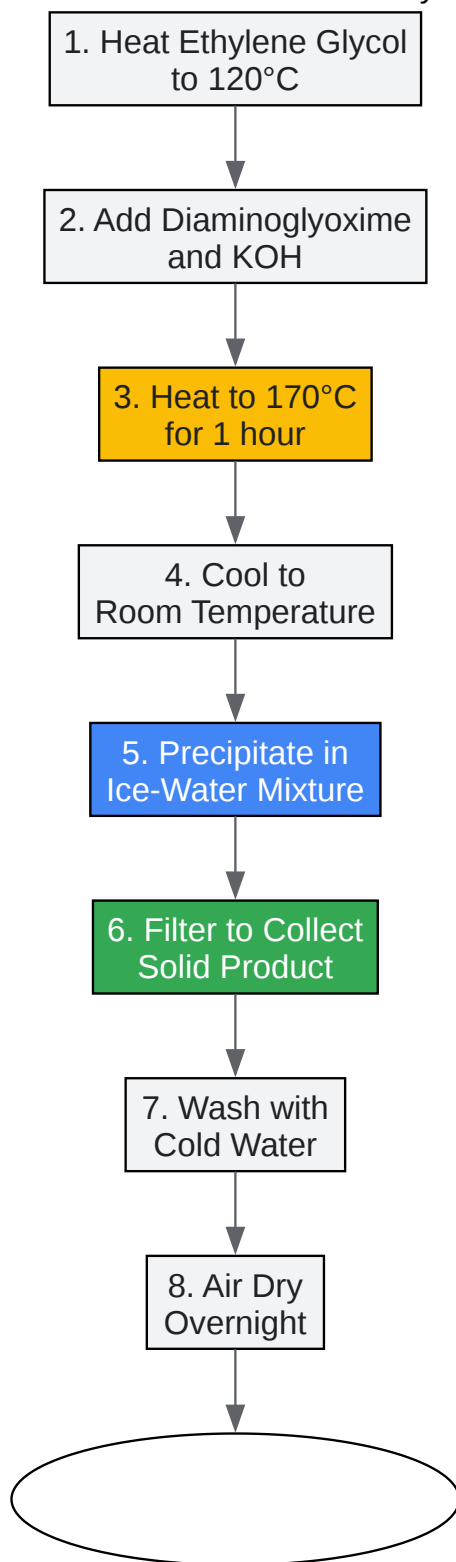 1. Heat Ethylene Glycol
to 120°C
2. Add Diaminoglyoxime
and KOH
3. Heat to 170°C
for 1 hour
4. Cool to
Room Temperature
5. Precipitate in
Ice-Water Mixture
6. Filter to Collect
Solid Product
7. Wash with
Cold Water
8. Air Dry
Overnight